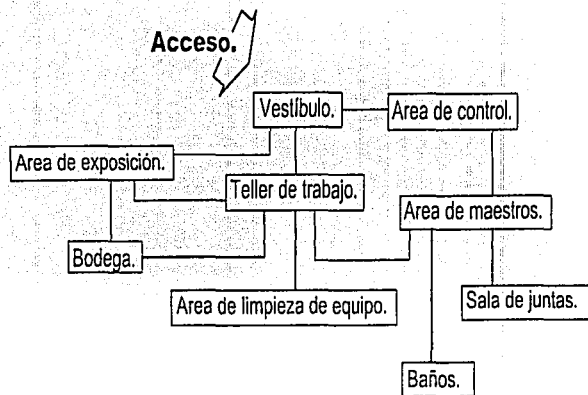 Acceso.
Vestíbulo.
Area de control.
Area de exposición.
Teller de trabajo.
Area de maestros.
Bodega.
Area de limpieza de equipo.
Sala de juntas.
Baños.